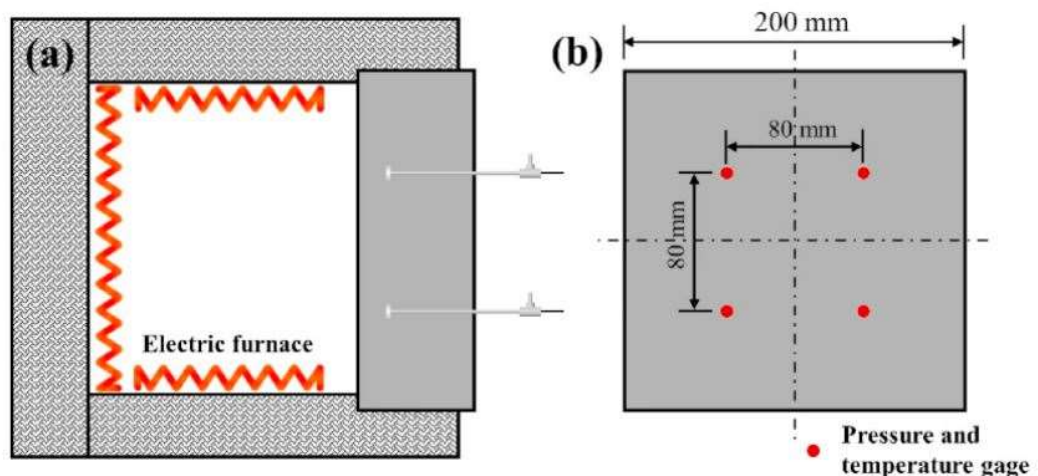 (a)
Electric furnace
(b)
200 mm
80 mm
80 mm
Pressure and
temperature gage